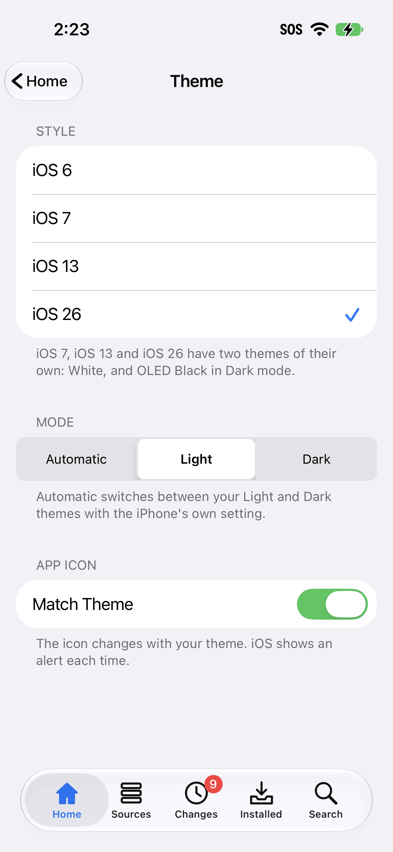 2:23
SOS
Home
Theme
STYLE
iOS 6
iOS 7
iOS 13
iOS 26
iOS 7, iOS 13 and iOS 26 have two themes of their
own: White, and OLED Black in Dark mode.
MODE
Automatic Light Dark
Automatic switches between your Light and Dark
themes with the iPhone's own setting.
APP ICON
Match Theme
The icon changes with your theme. iOS shows an
alert each time.
9
Home Sources Changes Installed Search